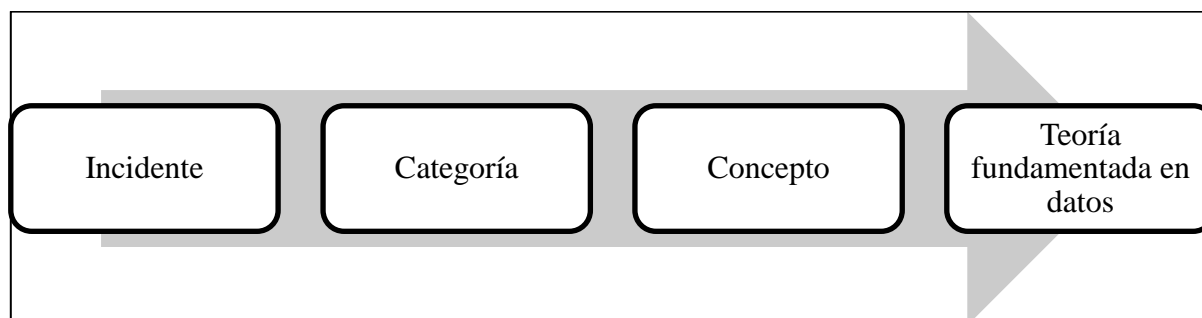 Incidente
Categoría
Concepto
Teoría
fundamentada en
datos